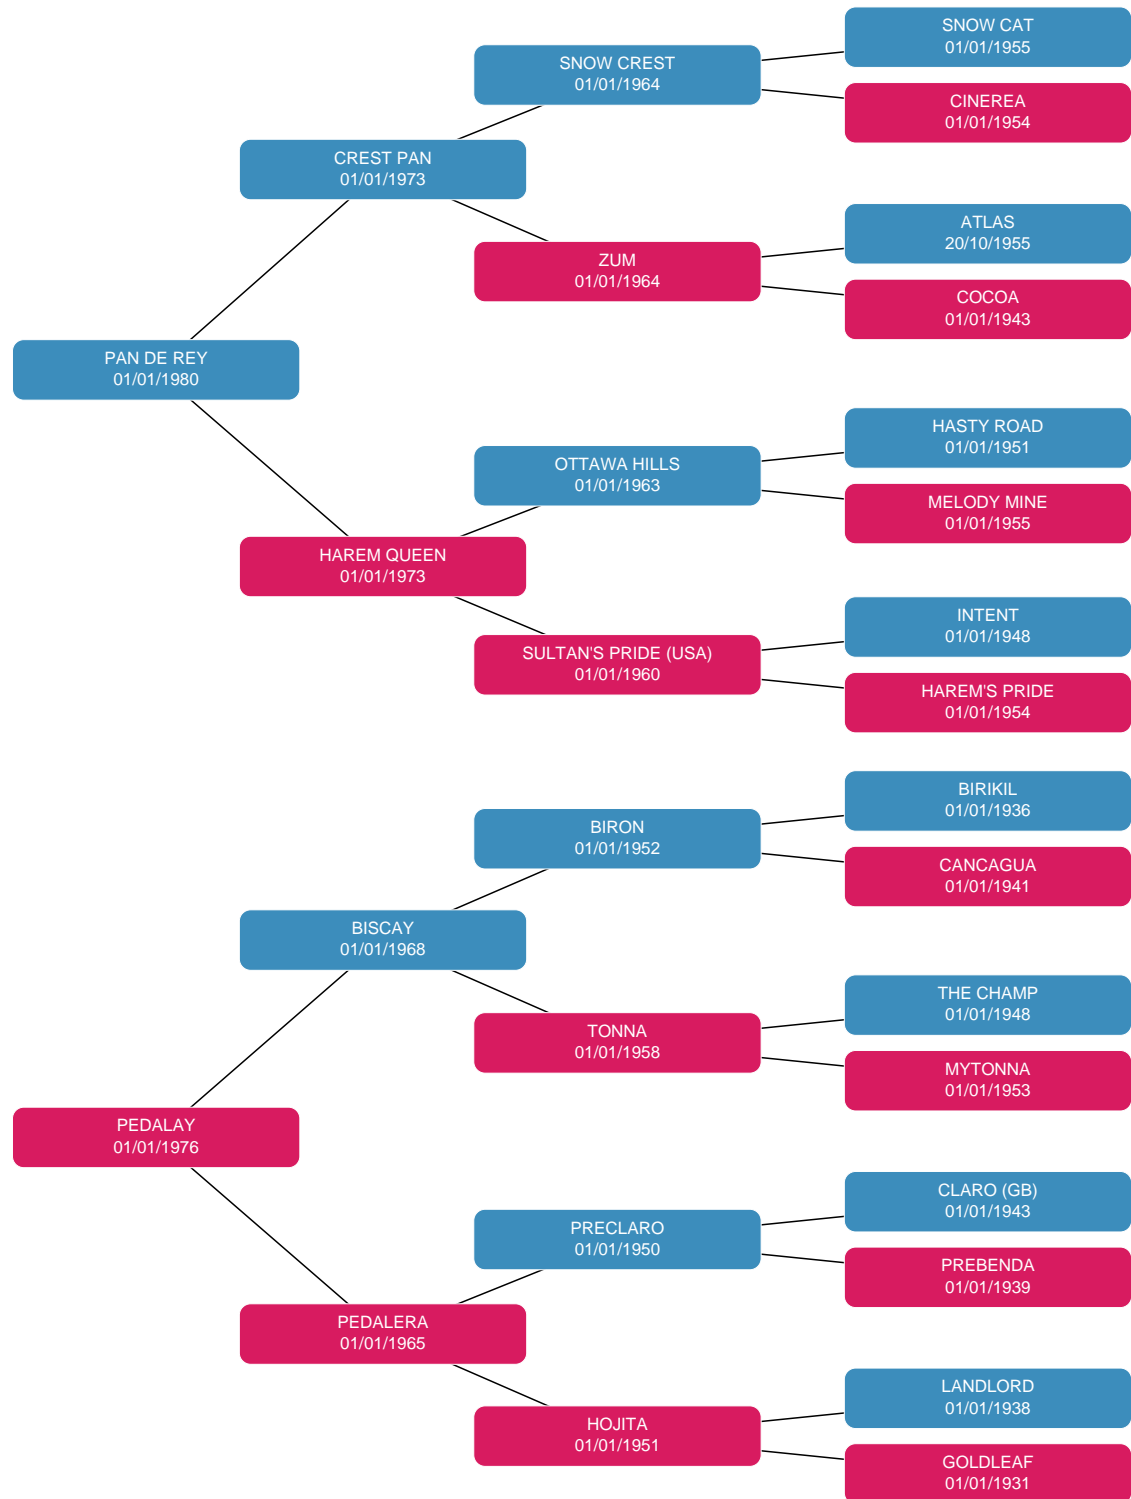 SNOW CAT
01/01/1955
SNOW CREST
01/01/1964
CINEREA
01/01/1954
CREST PAN
01/01/1973
ATLAS
20/10/1955
ZUM
01/01/1964
COCOA
01/01/1943
PAN DE REY
01/01/1980
HASTY ROAD
01/01/1951
OTTAWA HILLS
01/01/1963
MELODY MINE
01/01/1955
HAREM QUEEN
01/01/1973
INTENT
01/01/1948
SULTAN'S PRIDE (USA)
01/01/1960
HAREM'S PRIDE
01/01/1954
BIRIKIL
01/01/1936
BIRON
01/01/1952
CANCAGUA
01/01/1941
BISCAY
01/01/1968
THE CHAMP
01/01/1948
TONNA
01/01/1958
MYTONNA
01/01/1953
PEDALAY
01/01/1976
CLARO (GB)
01/01/1943
PRECLARO
01/01/1950
PREBENDA
01/01/1939
PEDALERA
01/01/1965
LANDLORD
01/01/1938
HOJITA
01/01/1951
GOLDLEAF
01/01/1931